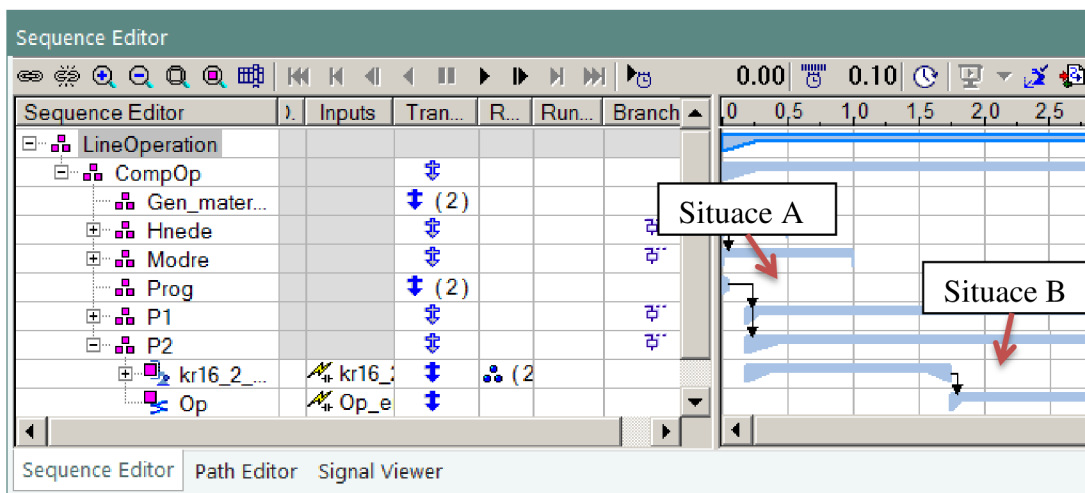 Sequence Editor
0.00 0.10
Sequence Editor ). Inputs Tran... R... Run... Branch 0 0,5 1,0 1,5 2,0 2,5
LineOperation
CompOp
Gen_mater... (2)
Situace A
Hnede
Modre
Prog (2)
Situace B
P1
P2
kr16_2_... kr16_2 (2
Op Op_e
Sequence Editor Path Editor Signal Viewer